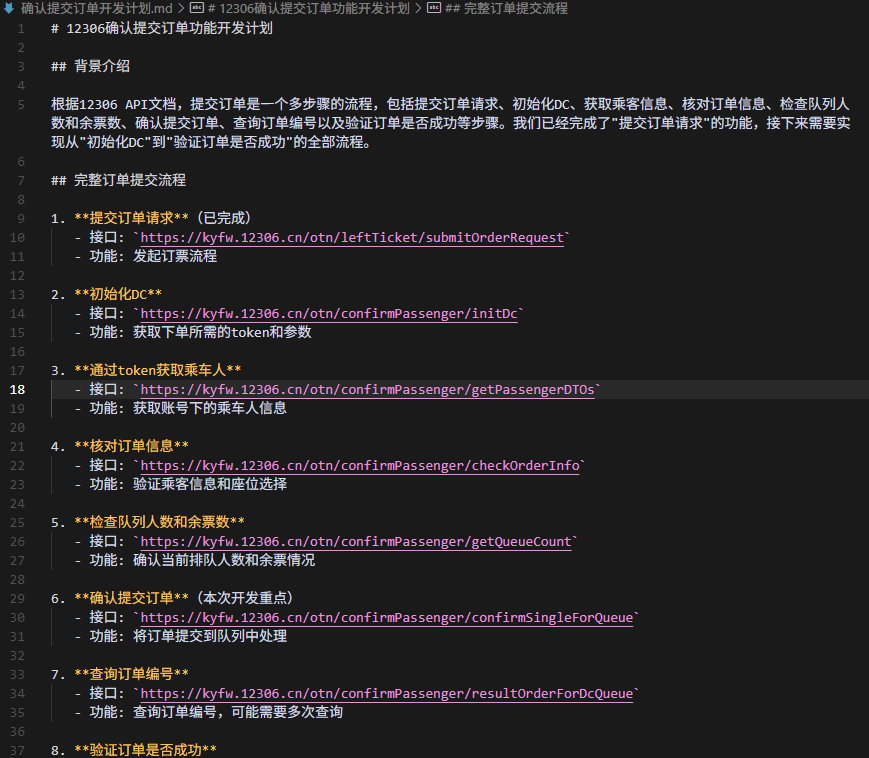 确认提交订单开发计划.md > # 12306确认提交订单功能开发计划 > ## 完整订单提交流程
1 # 12306确认提交订单功能开发计划
2
3 ## 背景介绍
4
5 根据12306 API文档，提交订单是一个多步骤的流程，包括提交订单请求、初始化DC、获取乘客信息、核对订单信息、检查队列人
数和余票数、确认提交订单、查询订单编号以及验证订单是否成功等步骤。我们已经完成了"提交订单请求"的功能，接下来需要实
现从"初始化DC"到"验证订单是否成功"的全部流程。
6
7 ## 完整订单提交流程
8
9 1. **提交订单请求**（已完成）
10 - 接口: `https://kyfw.12306.cn/otn/leftTicket/submitOrderRequest`
11 - 功能: 发起订票流程
12
13 2. **初始化DC**
14 - 接口: `https://kyfw.12306.cn/otn/confirmPassenger/initDc`
15 - 功能: 获取下单所需的token和参数
16
17 3. **通过token获取乘车人**
18 - 接口: `https://kyfw.12306.cn/otn/confirmPassenger/getPassengerDTOs`
19 - 功能: 获取账号下的乘车人信息
20
21 4. **核对订单信息**
22 - 接口: `https://kyfw.12306.cn/otn/confirmPassenger/checkOrderInfo`
23 - 功能: 验证乘客信息和座位选择
24
25 5. **检查队列人数和余票数**
26 - 接口: `https://kyfw.12306.cn/otn/confirmPassenger/getQueueCount`
27 - 功能: 确认当前排队人数和余票情况
28
29 6. **确认提交订单**（本次开发重点）
30 - 接口: `https://kyfw.12306.cn/otn/confirmPassenger/confirmSingleForQueue`
31 - 功能: 将订单提交到队列中处理
32
33 7. **查询订单编号**
34 - 接口: `https://kyfw.12306.cn/otn/confirmPassenger/resultOrderForDcQueue`
35 - 功能: 查询订单编号，可能需要多次查询
36
37 8. **验证订单是否成功**